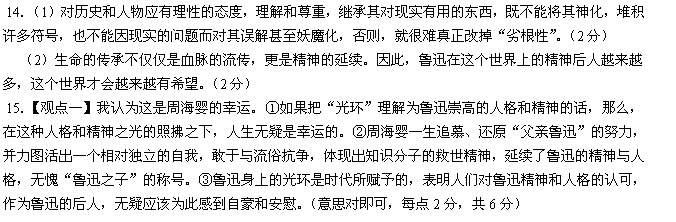 14.（1）对历史和人物应有理性的态度，理解和尊重，继承其对现实有用的东西，既不能将其神化，堆积
许多符号，也不能因现实的问题而对其误解甚至妖魔化，否则，就很难真正改掉“劣根性”。（2分）
（2）生命的传承不仅仅是血脉的流传，更是精神的延续。因此，鲁迅在这个世界上的精神后人越来越
多，这个世界才会越来越有希望。（2分）
15.【观点一】我认为这是周海婴的幸运。①如果把“光环”理解为鲁迅崇高的人格和精神的话，那么，
在这种人格和精神之光的照拂之下，人生无疑是幸运的。②周海婴一生追慕、还原“父亲鲁迅”的努力，
并力图活出一个相对独立的自我，敢于与流俗抗争，体现出知识分子的救世精神，延续了鲁迅的精神与人
格，无愧“鲁迅之子”的称号。③鲁迅身上的光环是时代所赋予的，表明人们对鲁迅精神和人格的认可，
作为鲁迅的后人，无疑应该为此感到自豪和安慰。（意思对即可，每点2分，共6分）